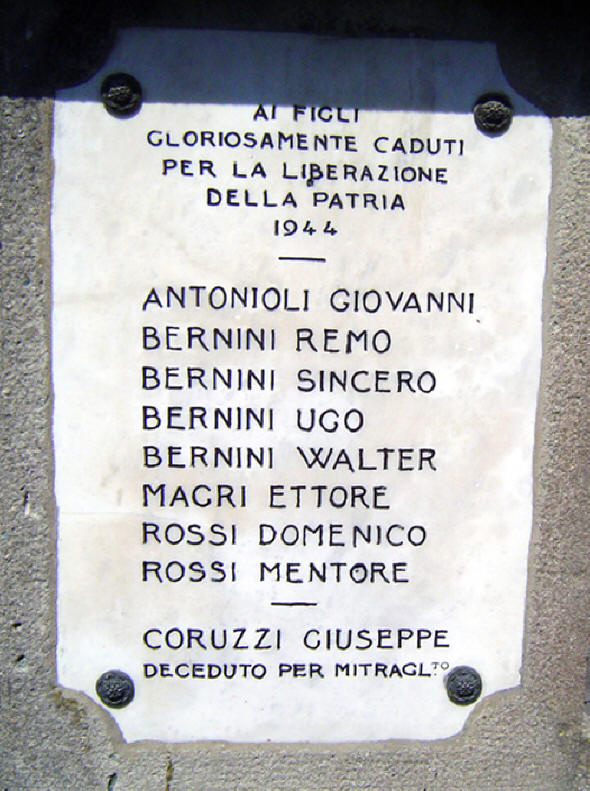 AI FIGLI
GLORIOSAMENTE CADUTI
PER LA LIBERAZIONE
DELLA PATRIA
1944
ANTONIOLI GIOVANNI
BERNINI REMO
BERNINI SINCERO
BERNINI UGO
BERNINI WALTER
MAGRI ETTORE
ROSSI DOMENICO
ROSSI MENTORE
CORUZZI GIUSEPPE
DECEDUTO PER MITRAGL.TO